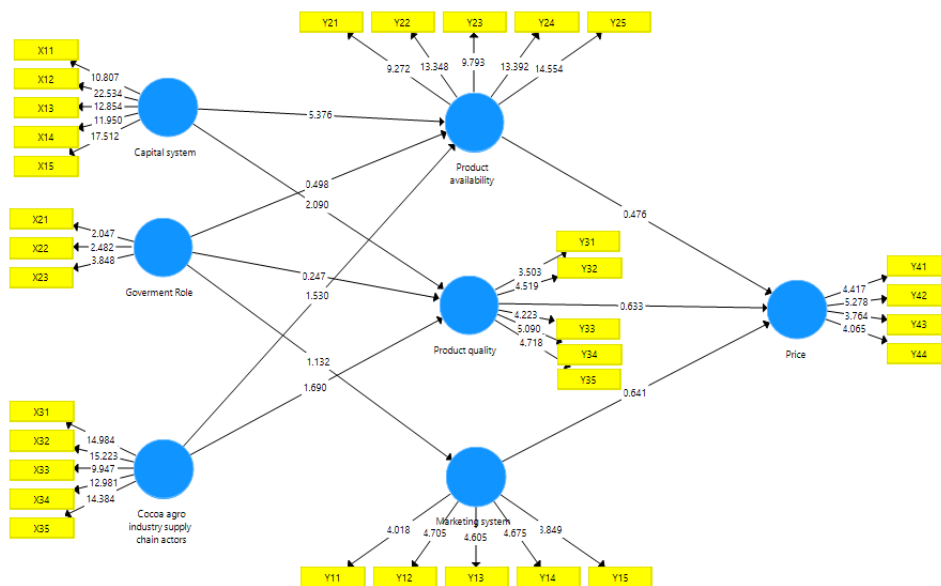 Y21
Y22
Y23
Y24
Y25
9.272
13.348
9.793
13.392
14.554
X11
X12
X13
X14
X15
10.807
22.534
12.854
11.950
17.512
Capital system
5.376
Product
availability
0.498
2.090
0.476
X21
X22
X23
2.047
2.482
3.848
Goverment Role
0.247
1.530
Y31
Y32
3.503
4.519
4.223
5.090
4.718
Y33
Y34
Y35
Product quality
0.633
Y41
Y42
Y43
Y44
4.417
5.278
3.764
4.065
Price
1.132
1.690
0.641
X31
X32
X33
X34
X35
14.984
15.223
9.947
12.981
14.384
Cocoa agro
industry supply
chain actors
Marketing system
4.018
4.705
4.605
4.675
3.849
Y11
Y12
Y13
Y14
Y15